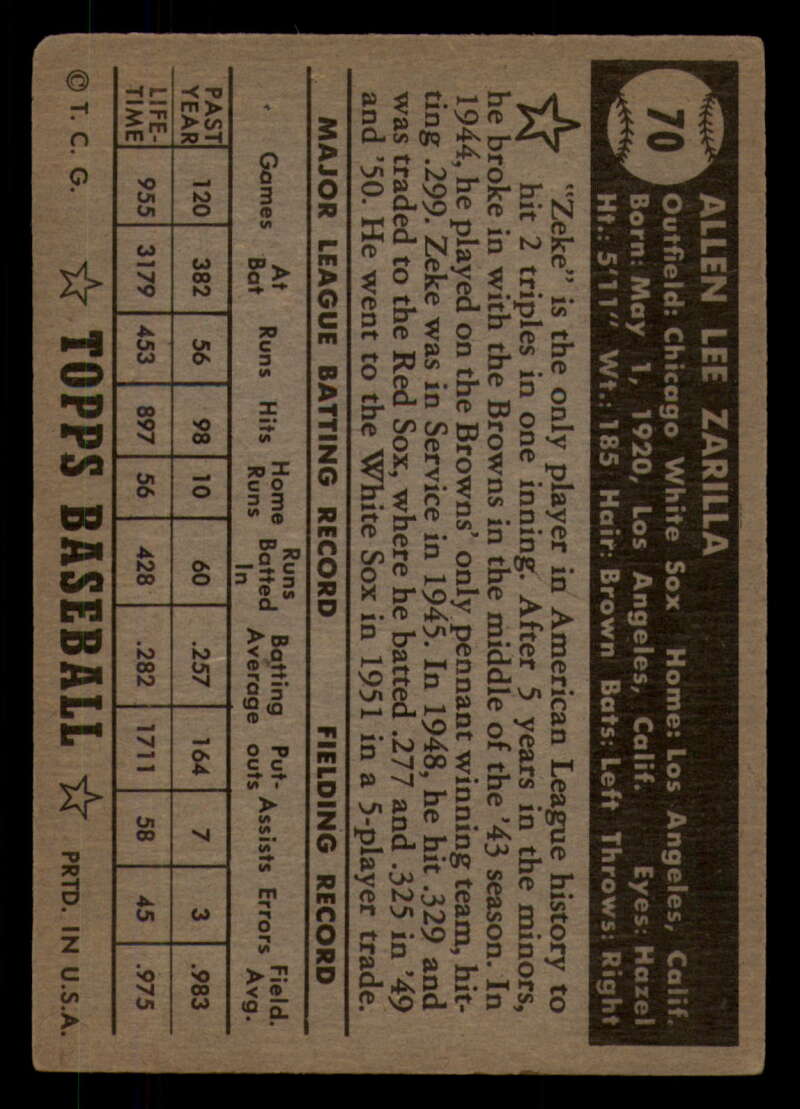 70
ALLEN LEE ZARILLA
Outfield: Chicago White Sox Home: Los Angeles, Calif.
Born: May 1, 1920, Los Angeles, Calif. Eyes: Hazel
Ht.: 5'11" Wt.: 185 Hair: Brown Bats: Left Throws: Right
"Zeke" is the only player in American League history to
hit 2 triples in one inning. After 5 years in the minors,
he broke in with the Browns in the middle of the '43 season. In
1944, he played on the Browns' only pennant winning team, hit-
ting .299. Zeke was in Service in 1945. In 1948, he hit .329 and
was traded to the Red Sox, where he batted .277 and .325 in '49
and '50. He went to the White Sox in 1951 in a 5-player trade.
MAJOR LEAGUE BATTING RECORD FIELDING RECORD
Games At Bat Runs Hits Home Runs Runs Batted In Batting Average Put-outs Assists Errors Field. Avg.
PAST YEAR 120 382 56 98 10 60 .257 164 7 3 .983
LIFE-TIME 955 3179 453 897 56 428 .282 1711 58 45 .975
© T. C. G. TOPPS BASEBALL PRTD. IN U.S.A.